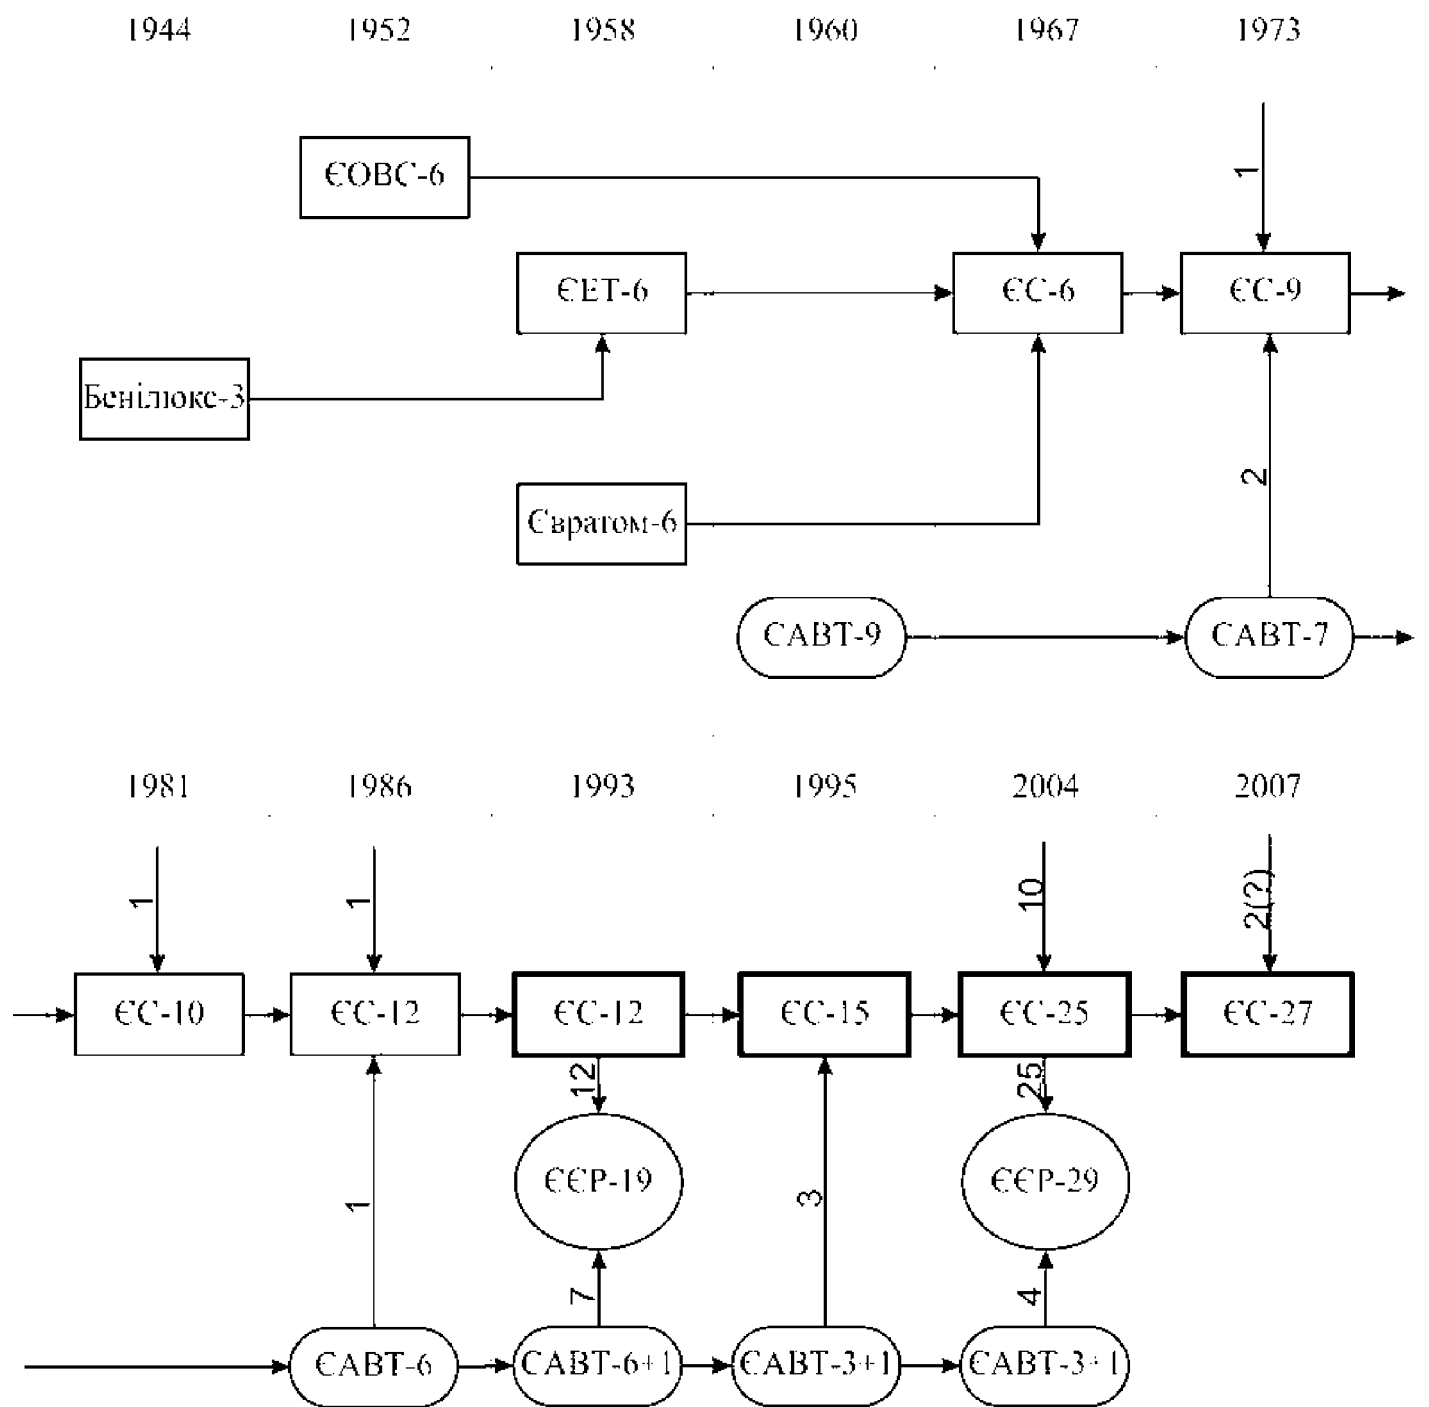 1944 1952 1958 1960 1967 1973
ЄОВС-6
1
ЄЕТ-6 ЄС-6 ЄС-9
Бенілюкс-3
2
Євратом-6
САВТ-9 САВТ-7
1981 1986 1993 1995 2004 2007
1 1 10 2(?)
ЄС-10 ЄС-12 ЄС-12 ЄС-15 ЄС-25 ЄС-27
12 25
ЄЄР-19 ЄЄР-29
1 3
7 4
САВТ-6 САВТ-6+1 САВТ-3+1 САВТ-3+1